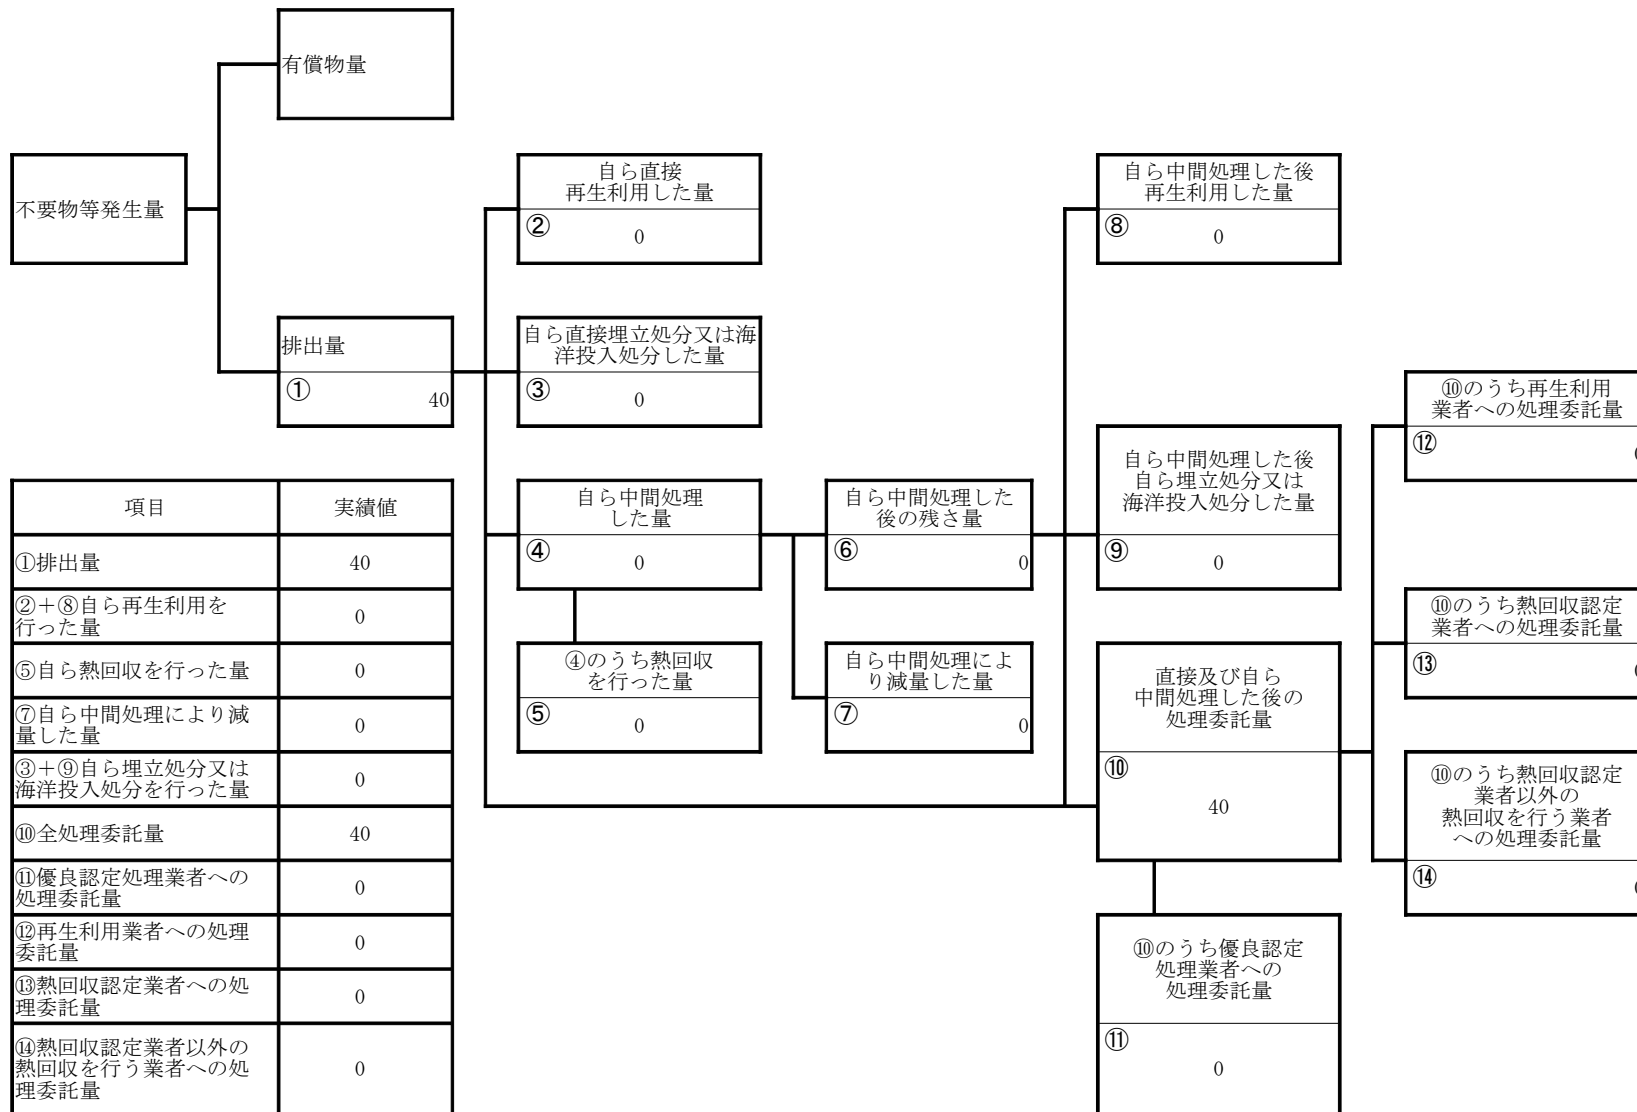 有償物量
不要物等発生量
自ら直接
再生利用した量
②
0
自ら中間処理した後
再生利用した量
⑧
0
排出量
①
40
自ら直接埋立処分又は海
洋投入処分した量
③
0
⑩のうち再生利用
業者への処理委託量
⑫
自ら中間処理した後
自ら埋立処分又は
海洋投入処分した量
⑨
0
自ら中間処理
した量
④
0
自ら中間処理した
後の残さ量
⑥
0
⑩のうち熱回収認定
業者への処理委託量
⑬
④のうち熱回収
を行った量
⑤
0
自ら中間処理によ
り減量した量
⑦
0
直接及び自ら
中間処理した後の
処理委託量
⑩
40
⑩のうち熱回収認定
業者以外の
熱回収を行う業者
への処理委託量
⑭
⑩のうち優良認定
処理業者への
処理委託量
⑪
0
項目 実績値
①排出量 40
②+⑧自ら再生利用を
行った量 0
⑤自ら熱回収を行った量 0
⑦自ら中間処理により減
量した量 0
③+⑨自ら埋立処分又は
海洋投入処分を行った量 0
⑩全処理委託量 40
⑪優良認定処理業者への
処理委託量 0
⑫再生利用業者への処理
委託量 0
⑬熱回収認定業者への処
理委託量 0
⑭熱回収認定業者以外の
熱回収を行う業者への処
理委託量 0